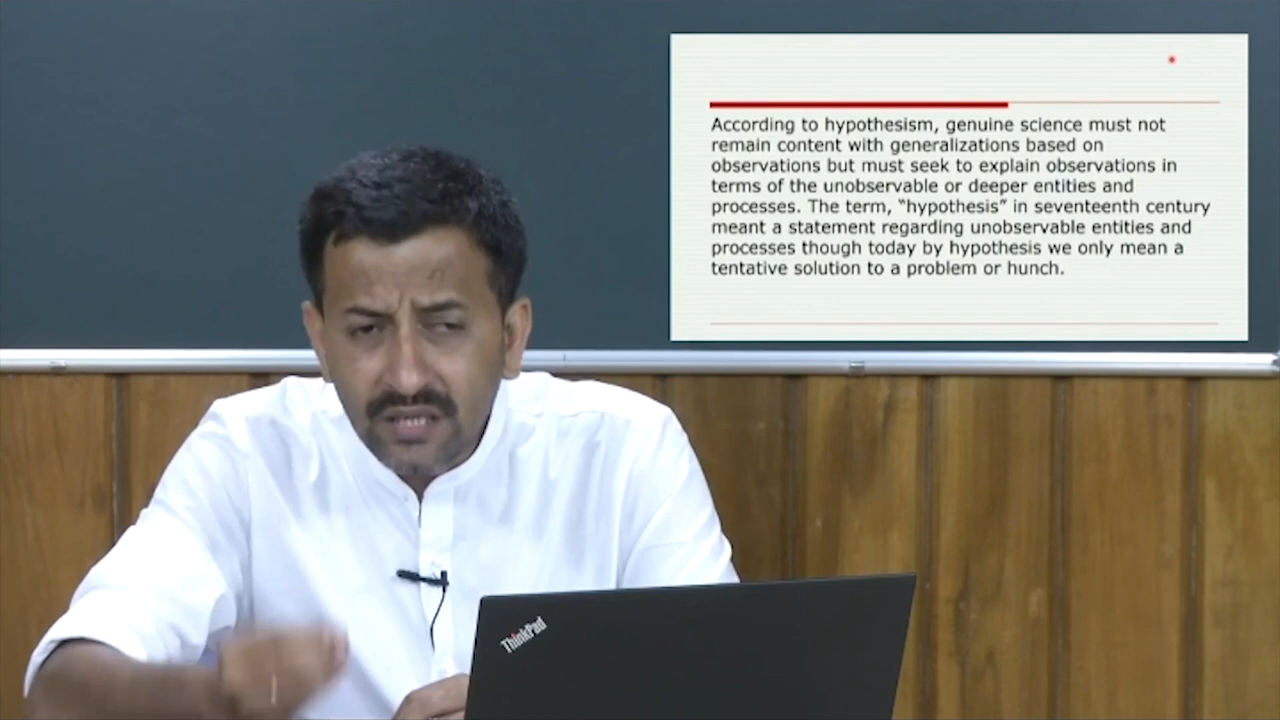 According to hypothesism, genuine science must not
remain content with generalizations based on
observations but must seek to explain observations in
terms of the unobservable or deeper entities and
processes. The term, “hypothesis” in seventeenth century
meant a statement regarding unobservable entities and
processes though today by hypothesis we only mean a
tentative solution to a problem or hunch.
ThinkPad